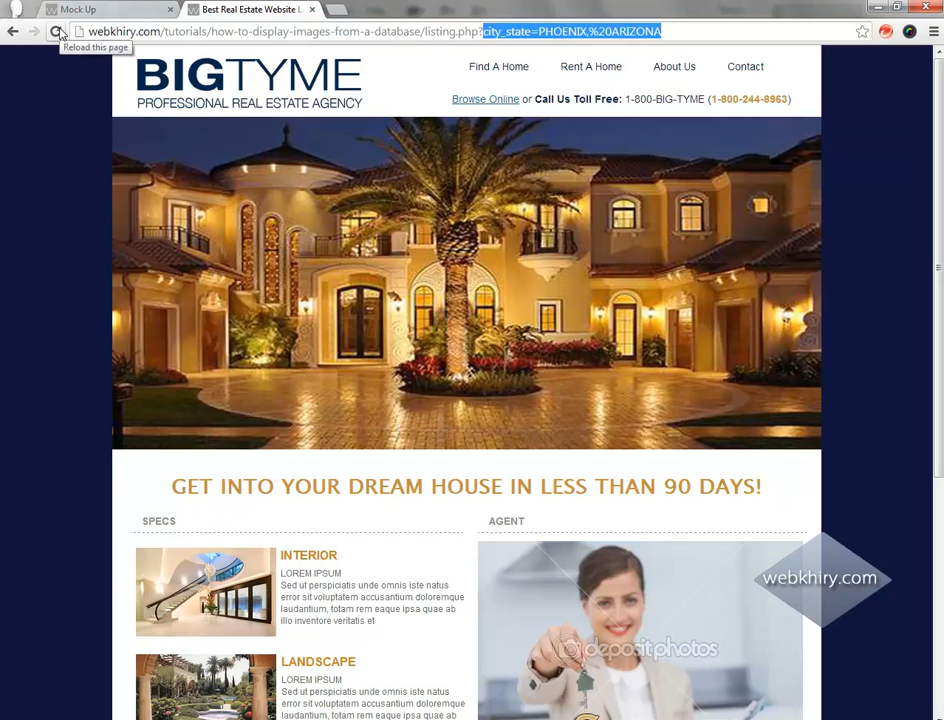 Mock Up
Best Real Estate Website L
webkhiry.com/tutorials/how-to-display-images-from-a-database/listing.php?city_state=PHOENIX,%20ARIZONA
Reload this page
BIGTYME
PROFESSIONAL REAL ESTATE AGENCY
Find A Home Rent A Home About Us Contact
Browse Online or Call Us Toll Free: 1-800-BIG-TYME (1-800-244-8963)
GET INTO YOUR DREAM HOUSE IN LESS THAN 90 DAYS!
SPECS
INTERIOR
LOREM IPSUM
Sed ut perspiciatis unde omnis iste natus
error sit voluptatem accusantium doloremque
laudantium, totam rem eaque ipsa quae ab
illo inventore veritatis et
LANDSCAPE
LOREM IPSUM
Sed ut perspiciatis unde omnis iste natus
error sit voluptatem accusantium doloremque
laudantium, totam rem eaque ipsa quae ab
AGENT
depositphotos
webkhiry.com